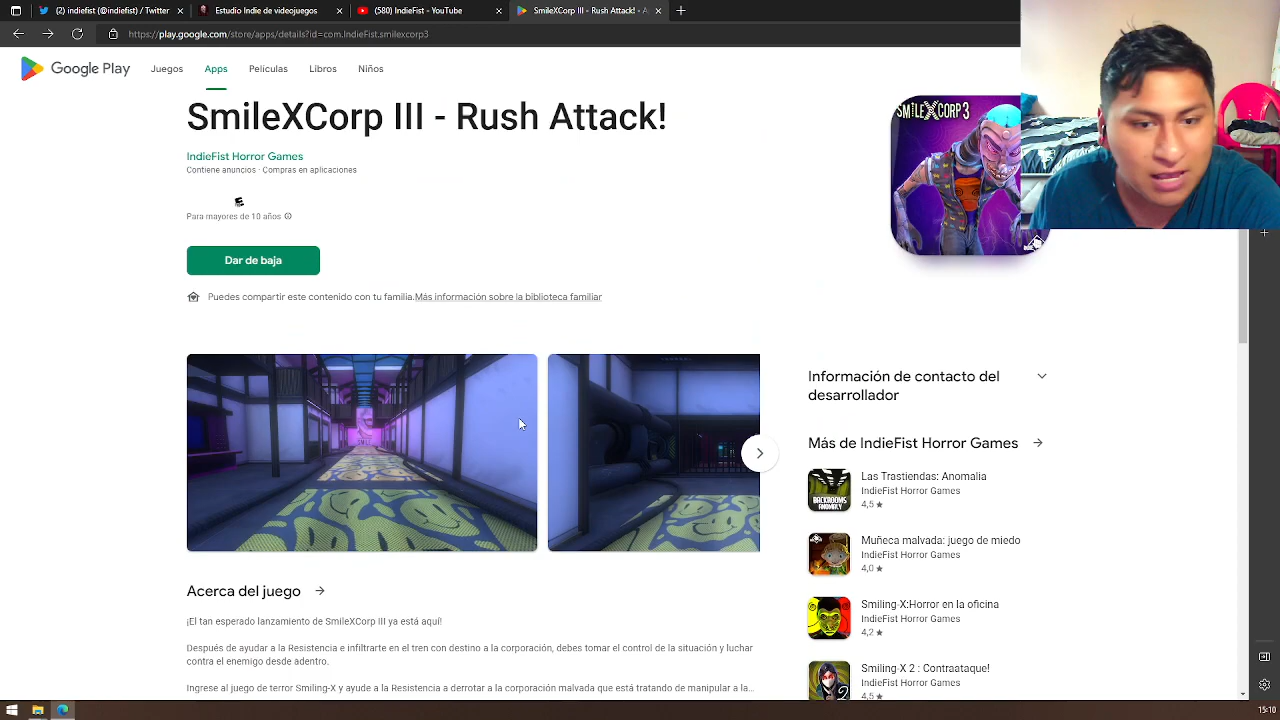 (2) indiefist (@indiefist) / Twitter
Estudio Indie de videojuegos
(580) IndieFist - YouTube
SmileXCorp III - Rush Attack! - A
https://play.google.com/store/apps/details?id=com.IndieFist.smilexcorp3
Google Play
Juegos
Apps
Películas
Libros
Niños
SmileXCorp III - Rush Attack!
IndieFist Horror Games
Contiene anuncios · Compras en aplicaciones
Para mayores de 10 años
Dar de baja
Puedes compartir este contenido con tu familia.Más información sobre la biblioteca familiar
SMILEXCORP 3
Información de contacto del
desarrollador
Más de IndieFist Horror Games
Las Trastiendas: Anomalia
IndieFist Horror Games
4,5★
BACKROOMS
ANOMALY
Muñeca malvada: juego de miedo
IndieFist Horror Games
4,0★
Smiling-X:Horror en la oficina
IndieFist Horror Games
4,2★
Smiling-X 2 : Contraataque!
IndieFist Horror Games
4,5★
2
Acerca del juego
¡El tan esperado lanzamiento de SmileXCorp III ya está aquí!
Después de ayudar a la Resistencia e infiltrarte en el tren con destino a la corporación, debes tomar el control de la situación y luchar
contra el enemigo desde adentro.
Ingrese al juego de terror Smiling-X y ayude a la Resistencia a derrotar a la corporación malvada que está tratando de manipular a la…
15:10